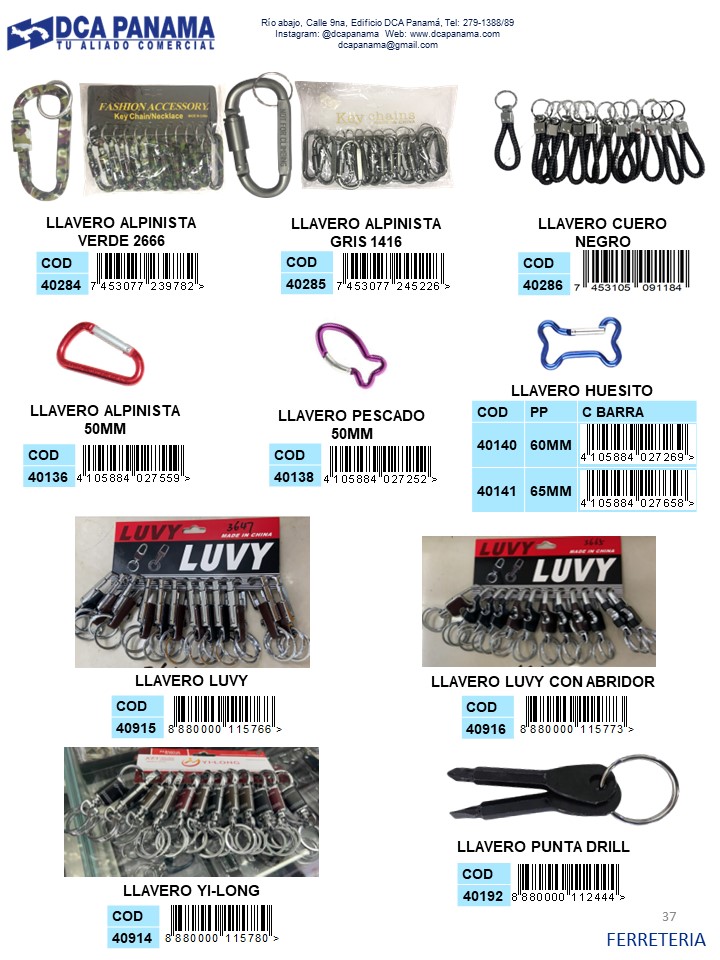 DCA PANAMA
TU ALIADO COMERCIAL
Río abajo, Calle 9na, Edificio DCA Panamá, Tel: 279-1388/89
Instagram: @dcapanama Web: www.dcapanama.com
dcapanama@gmail.com
FASHION ACCESSORY
Key Chain/Necklace
Key chains
LLAVERO ALPINISTA
VERDE 2666
COD
40284
7 453077 239782 >
LLAVERO ALPINISTA
GRIS 1416
COD
40285
7 453077 245226 >
LLAVERO CUERO
NEGRO
COD
40286
7 453105 091184
LLAVERO ALPINISTA
50MM
COD
40136
4 105884 027559 >
LLAVERO PESCADO
50MM
COD
40138
4 105884 027252 >
LLAVERO HUESITO
COD PP C BARRA
40140 60MM
4 105884 027269 >
40141 65MM
4 105884 027658 >
LUVY 3647
MADE IN CHINA
LUVY
LLAVERO LUVY
COD
40915
8 880000 115766 >
LUVY
MADE IN CHINA
LUVY
LLAVERO LUVY CON ABRIDOR
COD
40916
8 880000 115773 >
YI-LONG
LLAVERO YI-LONG
COD
40914
8 880000 115780 >
LLAVERO PUNTA DRILL
COD
40192
8 880000 112444 >
37
FERRETERIA